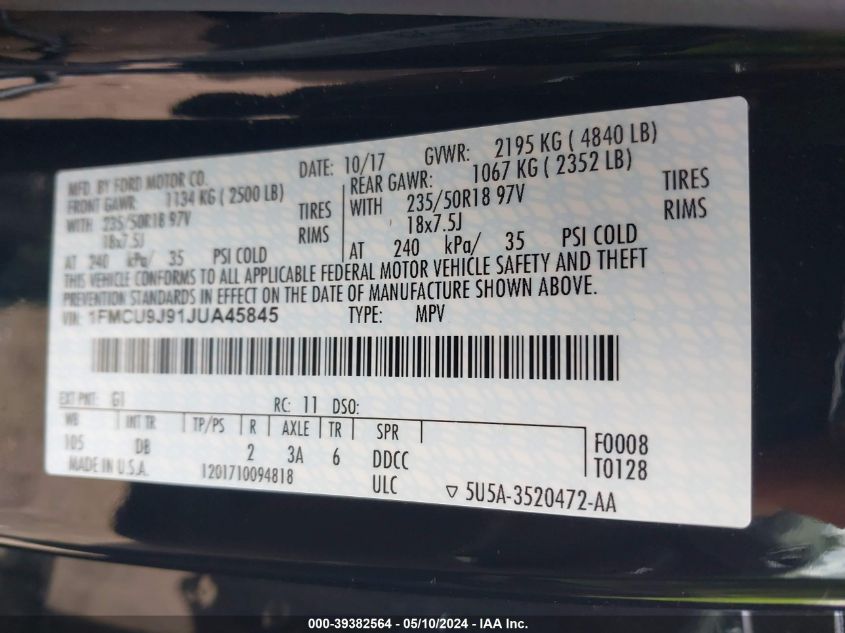 MFD. BY FORD MOTOR CO.
DATE: 10/17
GVWR: 2195 KG ( 4840 LB)
FRONT GAWR: 1134 KG ( 2500 LB)
WITH 235/50R18 97V TIRES
18x7.5J RIMS
AT 240 kPa/ 35 PSI COLD
REAR GAWR: 1067 KG ( 2352 LB)
WITH 235/50R18 97V TIRES
18x7.5J RIMS
AT 240 kPa/ 35 PSI COLD
THIS VEHICLE CONFORMS TO ALL APPLICABLE FEDERAL MOTOR VEHICLE SAFETY AND THEFT
PREVENTION STANDARDS IN EFFECT ON THE DATE OF MANUFACTURE SHOWN ABOVE.
VIN: 1FMCU9J91JUA45845 TYPE: MPV
EXT PNT: G1 RC: 11 DSO:
WB INT TR TP/PS R AXLE TR SPR
105 DB 2 3A 6 DDCC
F0008
T0128
MADE IN U.S.A. 1201710094818 ULC
▽ 5U5A-3520472-AA
000-39382564 - 05/10/2024 - IAA Inc.